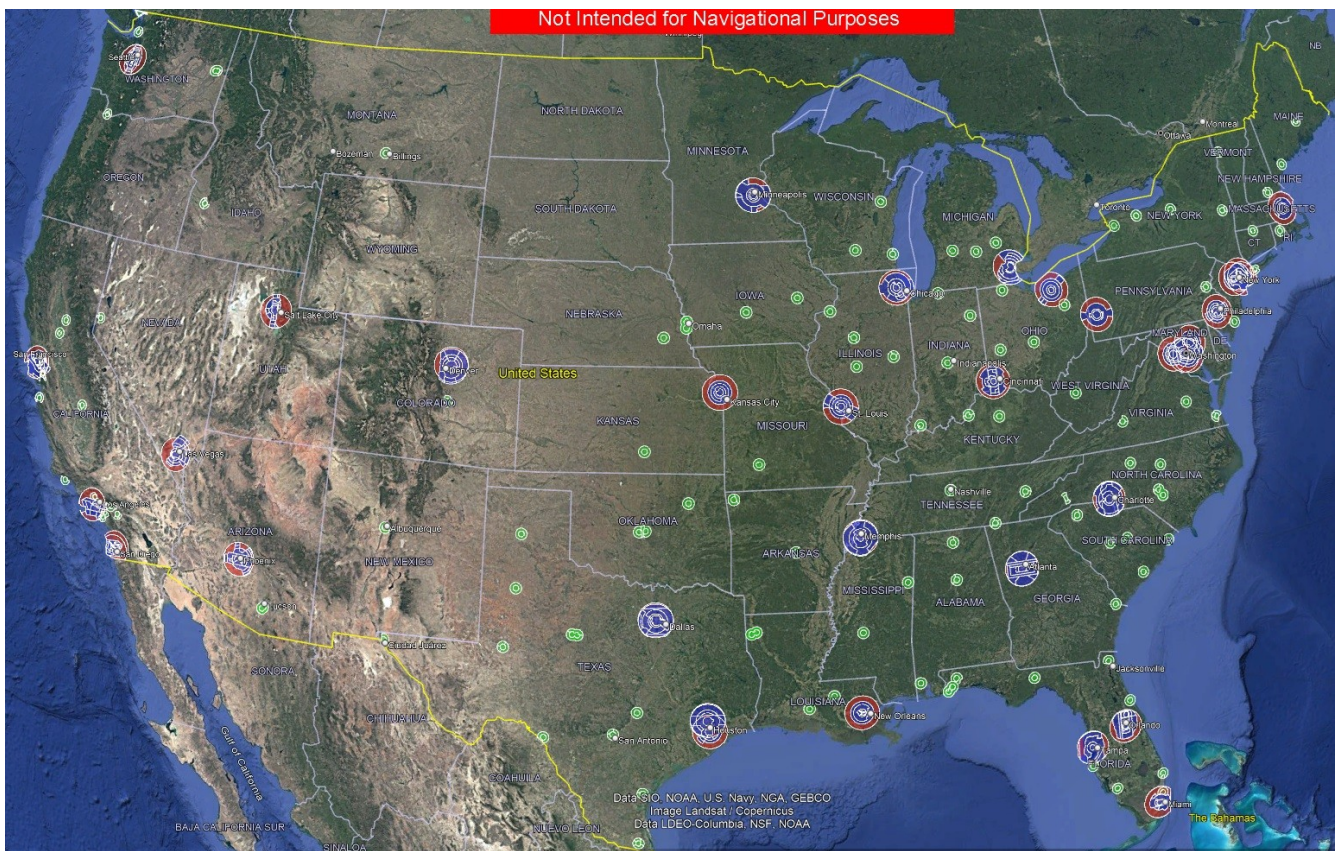 Not Intended for Navigational Purposes
Winnipeg
NB
Seattle
WASHINGTON
MONTANA
NORTH DAKOTA
MINNESOTA
Ottawa
Montreal
MAINE
VERMONT
Bozeman
Billings
OREGON
IDAHO
SOUTH DAKOTA
Minneapolis
WISCONSIN
MICHIGAN
Toronto
NEW YORK
NEW HAMPSHIRE
MASSACHUSETTS
CT
RI
WYOMING
Salt Lake City
NEVADA
UTAH
NEBRASKA
IOWA
Omaha
Chicago
PENNSYLVANIA
New York
Philadelphia
OHIO
INDIANA
ILLINOIS
Indianapolis
MARYLAND
DE
Washington
San Francisco
CALIFORNIA
Denver
COLORADO
United States
KANSAS
Kansas City
MISSOURI
St. Louis
Cincinnati
WEST VIRGINIA
VIRGINIA
KENTUCKY
Las Vegas
Los Angeles
San Diego
ARIZONA
Phoenix
Tucson
Albuquerque
NEW MEXICO
OKLAHOMA
ARKANSAS
Nashville
TENNESSEE
Memphis
NORTH CAROLINA
Charlotte
SOUTH CAROLINA
MISSISSIPPI
ALABAMA
Atlanta
GEORGIA
Ciudad Juárez
SONORA
CHIHUAHUA
Dallas
TEXAS
LOUISIANA
New Orleans
Jacksonville
Houston
San Antonio
Orlando
Tampa
FLORIDA
Miami
The Bahamas
Gulf of California
BAJA CALIFORNIA SUR
SINALOA
COAHUILA
NUEVO LEON
Data SIO, NOAA, U.S. Navy, NGA, GEBCO
Image Landsat / Copernicus
Data LDEO-Columbia, NSF, NOAA